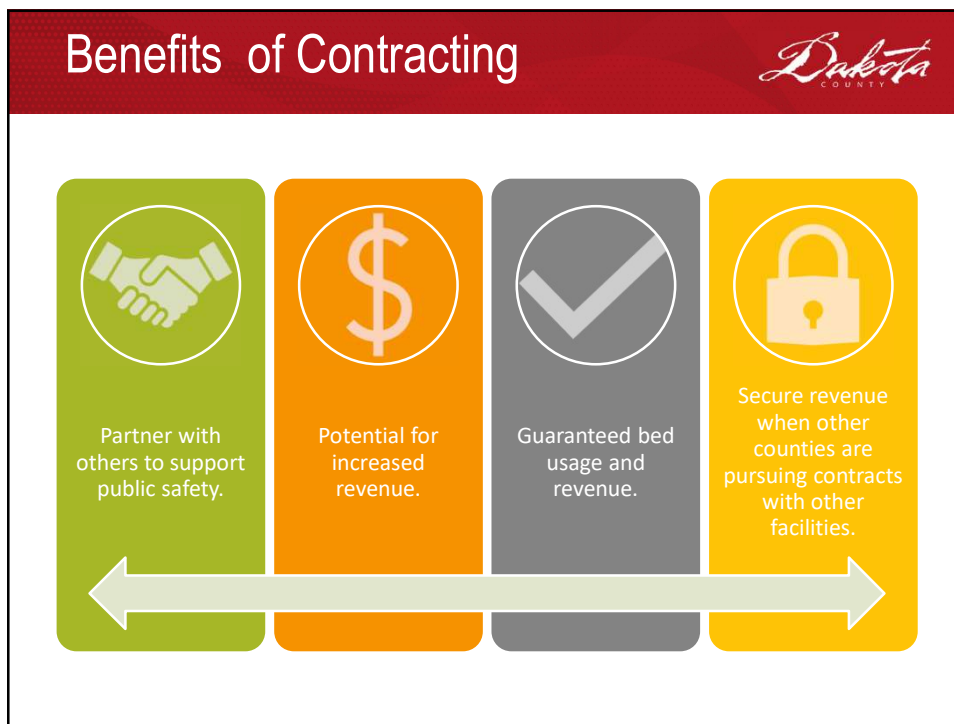 Benefits  of Contracting
Dakota
COUNTY
Partner with
others to support
public safety.
Potential for
increased
revenue.
Guaranteed bed
usage and
revenue.
Secure revenue
when other
counties are
pursuing contracts
with other
facilities.